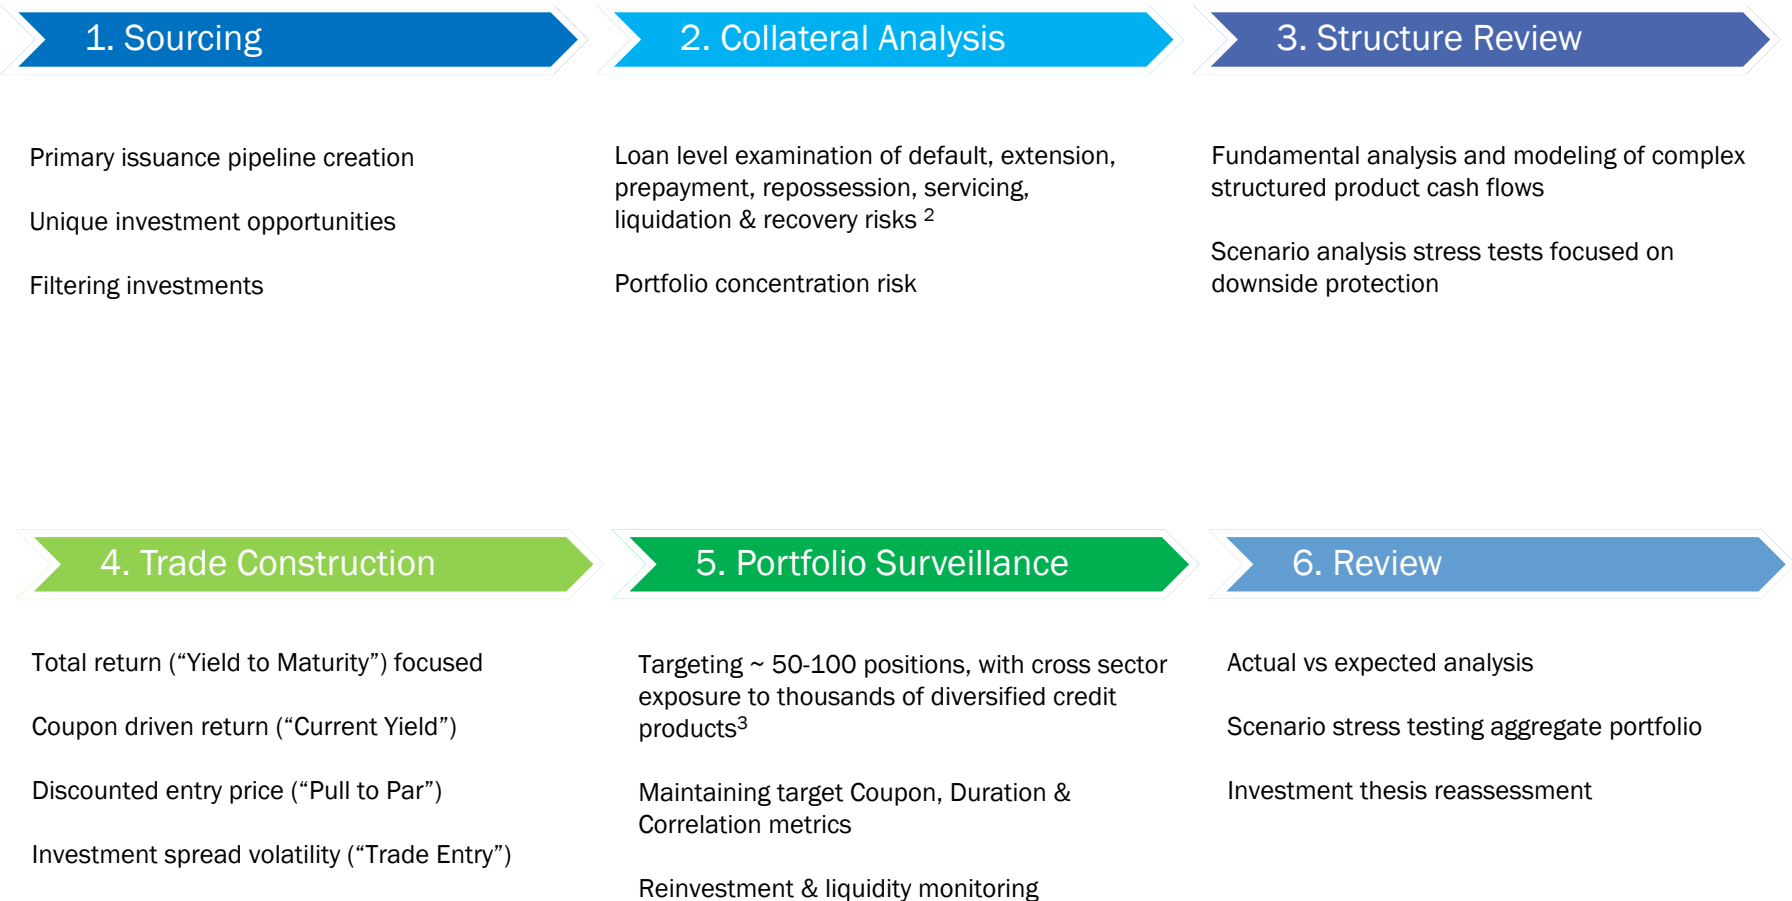 1. Sourcing
Primary issuance pipeline creation
Unique investment opportunities
Filtering investments
2. Collateral Analysis
Loan level examination of default, extension,
prepayment, repossession, servicing,
liquidation & recovery risks ²
Portfolio concentration risk
3. Structure Review
Fundamental analysis and modeling of complex
structured product cash flows
Scenario analysis stress tests focused on
downside protection
4. Trade Construction
Total return (“Yield to Maturity”) focused
Coupon driven return (“Current Yield”)
Discounted entry price (“Pull to Par”)
Investment spread volatility (“Trade Entry”)
5. Portfolio Surveillance
Targeting ~ 50-100 positions, with cross sector
exposure to thousands of diversified credit
products³
Maintaining target Coupon, Duration &
Correlation metrics
Reinvestment & liquidity monitoring
6. Review
Actual vs expected analysis
Scenario stress testing aggregate portfolio
Investment thesis reassessment